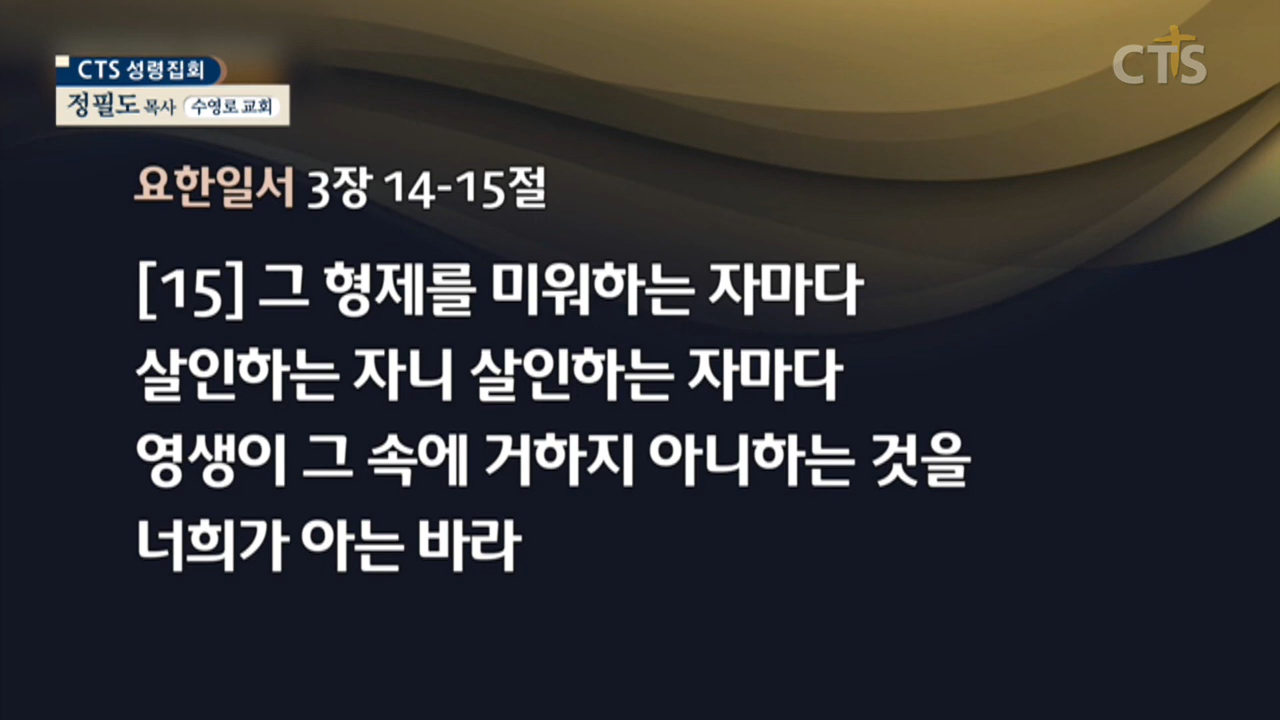 CTS 성령집회
정필도 목사 수영로 교회
CTS
요한일서 3장 14-15절
[15] 그 형제를 미워하는 자마다
살인하는 자니 살인하는 자마다
영생이 그 속에 거하지 아니하는 것을
너희가 아는 바라